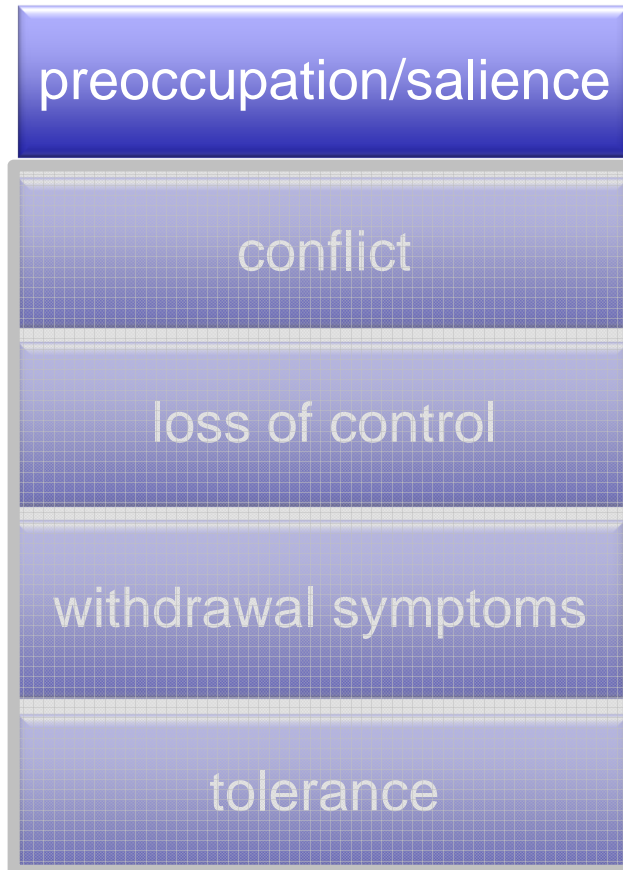 preoccupation/salience
conflict
loss of control
withdrawal symptoms
tolerance